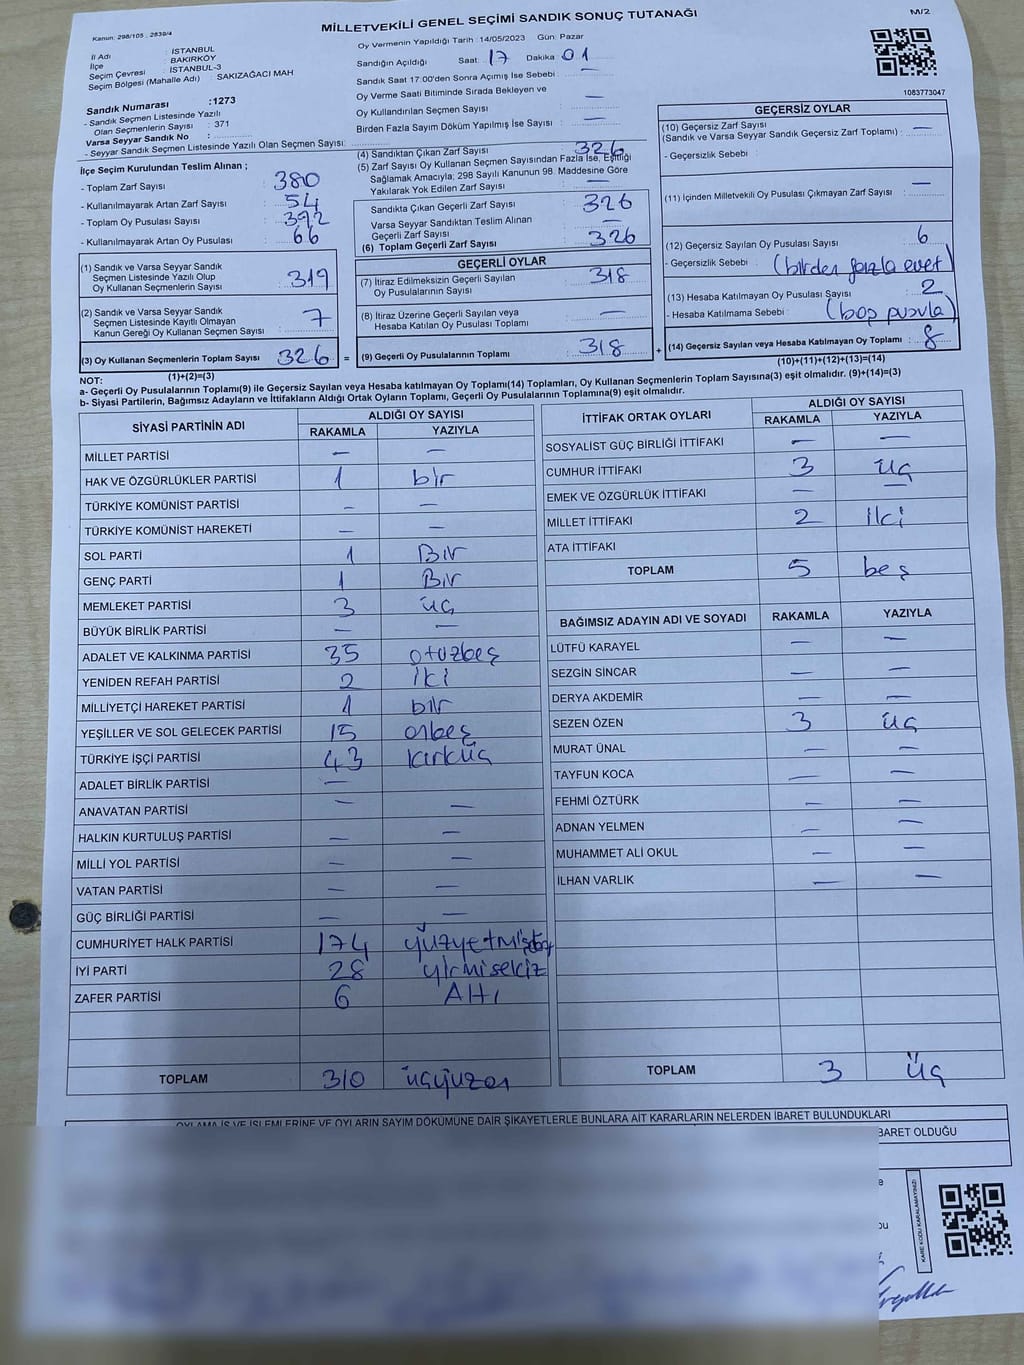 MİLLETVEKİLİ GENEL SEÇİMİ SANDIK SONUÇ TUTANAĞI
M/2
Kanun: 298/105 , 2839/4
İl Adı : İSTANBUL
İlçe : BAKIRKÖY
Seçim Çevresi : İSTANBUL-3
Seçim Bölgesi (Mahalle Adı) : SAKIZAĞACI MAH
Sandık Numarası :1273
- Sandık Seçmen Listesinde Yazılı
Olan Seçmenlerin Sayısı : 371
Varsa Seyyar Sandık No :
- Seyyar Sandık Seçmen Listesinde Yazılı Olan Seçmen Sayısı:
Oy Vermenin Yapıldığı Tarih :14/05/2023 Gün: Pazar
Sandığın Açıldığı Saat : 17 Dakika 01
Sandık Saat 17.00'den Sonra Açımış İse Sebebi : —
Oy Verme Saati Bitiminde Sırada Bekleyen ve
Oy Kullandırılan Seçmen Sayısı : —
Birden Fazla Sayım Döküm Yapılmış İse Sayısı : —
1083773047
İlçe Seçim Kurulundan Teslim Alınan ;
- Toplam Zarf Sayısı : 380
- Kullanılmayarak Artan Zarf Sayısı : 54
- Toplam Oy Pusulası Sayısı : 392
- Kullanılmayarak Artan Oy Pusulası : 66
(4) Sandıktan Çıkan Zarf Sayısı : 326
(5) Zarf Sayısı Oy Kullanan Seçmen Sayısından Fazla İse, Eşitliği
Sağlamak Amacıyla; 298 Sayılı Kanunun 98. Maddesine Göre
Yakılarak Yok Edilen Zarf Sayısı : —
Sandıkta Çıkan Geçerli Zarf Sayısı : 326
Varsa Seyyar Sandıktan Teslim Alınan
Geçerli Zarf Sayısı : —
(6) Toplam Geçerli Zarf Sayısı : 326
GEÇERSİZ OYLAR
(10) Geçersiz Zarf Sayısı
(Sandık ve Varsa Seyyar Sandık Geçersiz Zarf Toplamı) : —
- Geçersizlik Sebebi :
(11) İçinden Milletvekili Oy Pusulası Çıkmayan Zarf Sayısı : —
(12) Geçersiz Sayılan Oy Pusulası Sayısı : 6
- Geçersizlik Sebebi : (birden fazla evet)
(13) Hesaba Katılmayan Oy Pusulası Sayısı : 2
- Hesaba Katılmama Sebebi : (boş pusula)
(14) Geçersiz Sayılan veya Hesaba Katılmayan Oy Toplamı : 8
(10)+(11)+(12)+(13)=(14)
(1) Sandık ve Varsa Seyyar Sandık
Seçmen Listesinde Yazılı Olup
Oy Kullanan Seçmenlerin Sayısı : 319
(2) Sandık ve Varsa Seyyar Sandık
Seçmen Listesinde Kayıtlı Olmayan
Kanun Gereği Oy Kullanan Seçmen Sayısı : 7
(3) Oy Kullanan Seçmenlerin Toplam Sayısı : 326 =
(1)+(2)=(3)
GEÇERLİ OYLAR
(7) İtiraz Edilmeksizin Geçerli Sayılan
Oy Pusulalarının Sayısı : 318
(8) İtiraz Üzerine Geçerli Sayılan veya
Hesaba Katılan Oy Pusulası Toplamı : —
(9) Geçerli Oy Pusulalarının Toplamı : 318 +
NOT:
a- Geçerli Oy Pusulalarının Toplamı(9) ile Geçersiz Sayılan veya Hesaba katılmayan Oy Toplamı(14) Toplamları, Oy Kullanan Seçmenlerin Toplam Sayısına(3) eşit olmalıdır. (9)+(14)=(3)
b- Siyasi Partilerin, Bağımsız Adayların ve İttifakların Aldığı Ortak Oyların Toplamı, Geçerli Oy Pusulalarının Toplamına(9) eşit olmalıdır.
SİYASİ PARTİNİN ADI ALDIĞI OY SAYISI
RAKAMLA YAZIYLA
MİLLET PARTİSİ — —
HAK VE ÖZGÜRLÜKLER PARTİSİ 1 bir
TÜRKİYE KOMÜNİST PARTİSİ — —
TÜRKİYE KOMÜNİST HAREKETİ — —
SOL PARTİ 1 Bir
GENÇ PARTİ 1 Bir
MEMLEKET PARTİSİ 3 üç
BÜYÜK BİRLİK PARTİSİ — —
ADALET VE KALKINMA PARTİSİ 35 otuzbeş
YENİDEN REFAH PARTİSİ 2 iki
MİLLİYETÇİ HAREKET PARTİSİ 1 bir
YEŞİLLER VE SOL GELECEK PARTİSİ 15 onbeş
TÜRKİYE İŞÇİ PARTİSİ 43 kırküç
ADALET BİRLİK PARTİSİ —
ANAVATAN PARTİSİ — —
HALKIN KURTULUŞ PARTİSİ — —
MİLLİ YOL PARTİSİ — —
VATAN PARTİSİ — —
GÜÇ BİRLİĞİ PARTİSİ — —
CUMHURİYET HALK PARTİSİ 174
İYİ PARTİ 28 yirmisekiz
ZAFER PARTİSİ 6 Altı
TOPLAM 310 üçyüzon
İTTİFAK ORTAK OYLARI ALDIĞI OY SAYISI
RAKAMLA YAZIYLA
SOSYALİST GÜÇ BİRLİĞİ İTTİFAKI — —
CUMHUR İTTİFAKI 3 üç
EMEK VE ÖZGÜRLÜK İTTİFAKI — —
MİLLET İTTİFAKI 2 iki
ATA İTTİFAKI
TOPLAM 5 beş
BAĞIMSIZ ADAYIN ADI VE SOYADI RAKAMLA YAZIYLA
LÜTFÜ KARAYEL — —
SEZGİN SİNCAR — —
DERYA AKDEMİR — —
SEZEN ÖZEN 3 üç
MURAT ÜNAL — —
TAYFUN KOCA — —
FEHMİ ÖZTÜRK — —
ADNAN YELMEN — —
MUHAMMET ALİ OKUL — —
İLHAN VARLIK — —
TOPLAM 3 üç
OYLAMA İŞ VE İŞLEMLERİNE VE OYLARIN SAYIM DÖKÜMÜNE DAİR ŞİKAYETLERLE BUNLARA AİT KARARLARIN NELERDEN İBARET BULUNDUKLARI
BARET OLDUĞU
KARE KODU KARALAMAYINIZ!